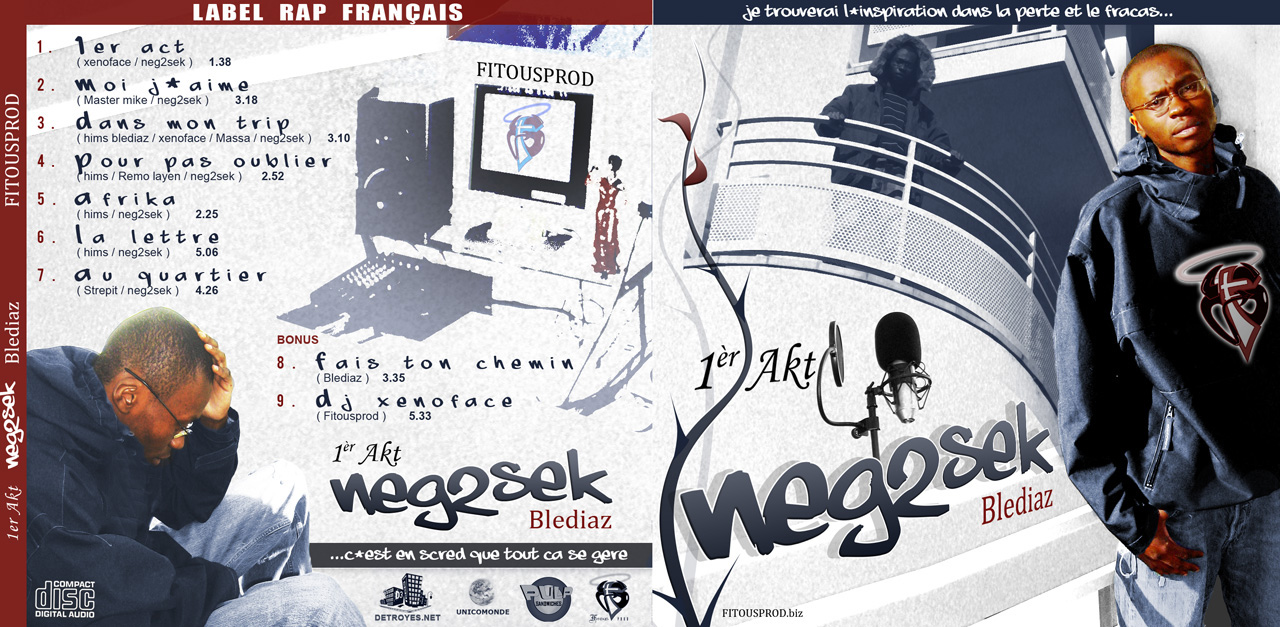 LABEL RAP FRANÇAIS
1. 1er act
( xenoface / neg2sek ) 1.38
2. moi j*aime
( Master mike / neg2sek ) 3.18
3. dans mon trip
( hims blediaz / xenoface / Massa / neg2sek ) 3.10
4. pour pas oublier
( hims / Remo layen / neg2sek ) 2.52
5. afrika
( hims / neg2sek ) 2.25
6. la lettre
( hims / neg2sek ) 5.06
7. au quartier
( Strepit / neg2sek ) 4.26
FITOUSPROD
BONUS
8. fais ton chemin
( Blediaz ) 3.35
9. dj xenoface
( Fitousprod ) 5.33
1èr Akt
neg2sek
Blediaz
...c*est en scred que tout ca se gere
COMPACT
disc
DIGITAL AUDIO
DETROYES.NET
UNICOMONDE
SANDWICHES
1er Akt neg2sek Blediaz FITOUSPROD
je trouverai l*inspiration dans la perte et le fracas...
1èr Akt
neg2sek
Blediaz
FITOUSPROD.biz